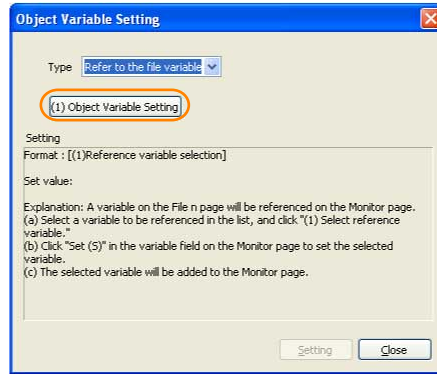 Object Variable Setting
Type Refer to the file variable
(1) Object Variable Setting
Setting
Format : [(1)Reference variable selection]
Set value:
Explanation: A variable on the File n page will be referenced on the Monitor page.
(a) Select a variable to be referenced in the list, and click "(1) Select reference
variable."
(b) Click "Set (S)" in the variable field on the Monitor page to set the selected
variable.
(c) The selected variable will be added to the Monitor page.
Setting Close